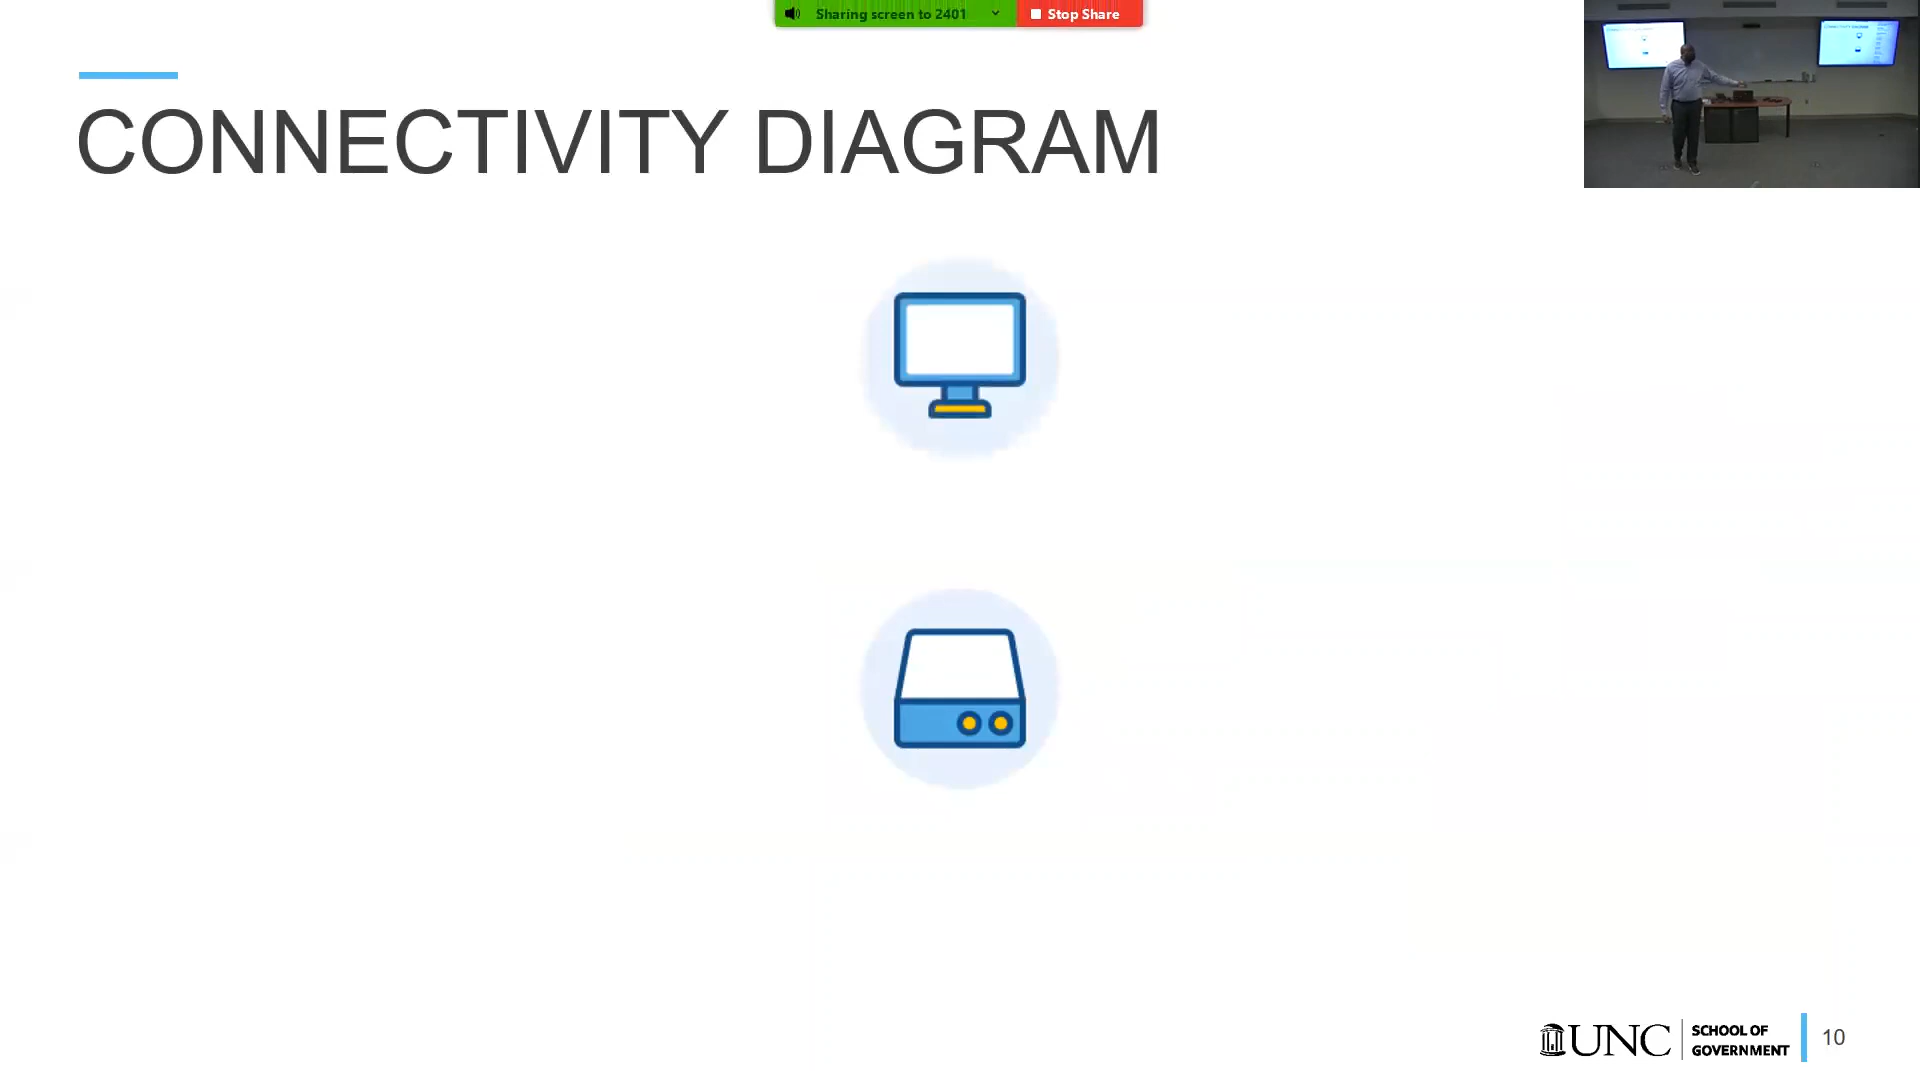 Sharing screen to 2401
Stop Share
CONNECTIVITY DIAGRAM
UNC
SCHOOL OF
GOVERNMENT
10